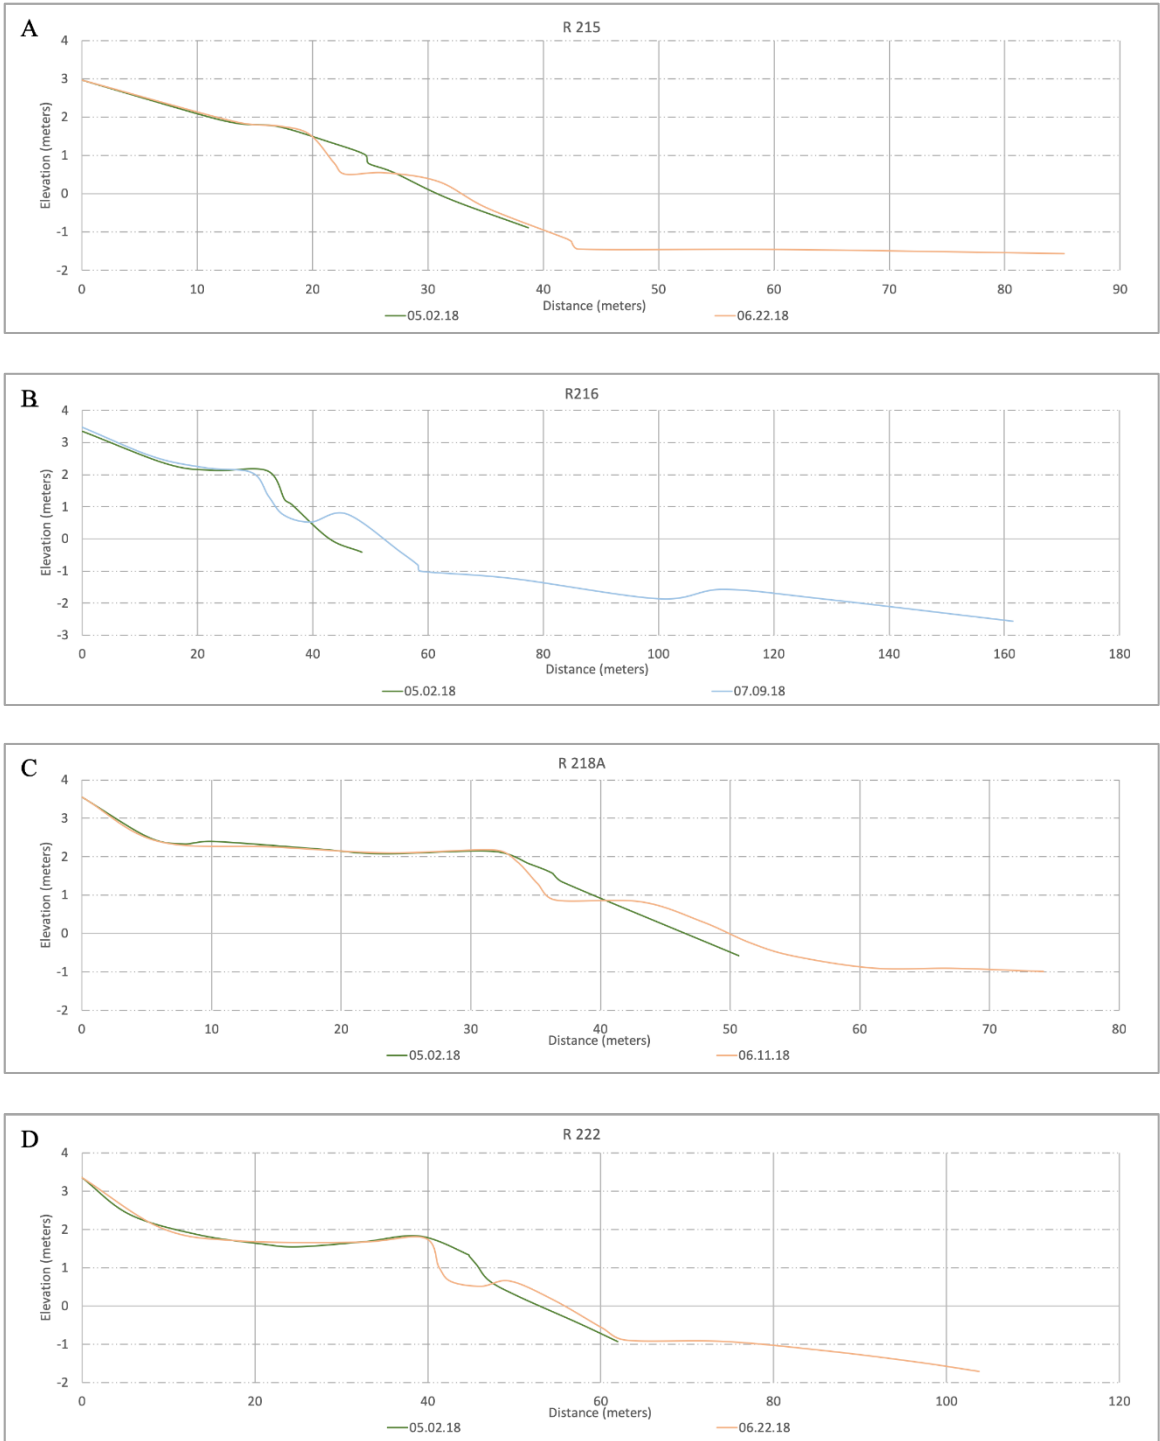 A
R 215
Elevation (meters)
4
3
2
1
0
-1
-2
0 10 20 30 40 50 60 70 80 90
Distance (meters)
05.02.18 06.22.18
B
R216
Elevation (meters)
4
3
2
1
0
-1
-2
-3
0 20 40 60 80 100 120 140 160 180
Distance (meters)
05.02.18 07.09.18
C
R 218A
Elevation (meters)
4
3
2
1
0
-1
-2
0 10 20 30 40 50 60 70 80
Distance (meters)
05.02.18 06.11.18
D
R 222
Elevation (meters)
4
3
2
1
0
-1
-2
0 20 40 60 80 100 120
Distance (meters)
05.02.18 06.22.18